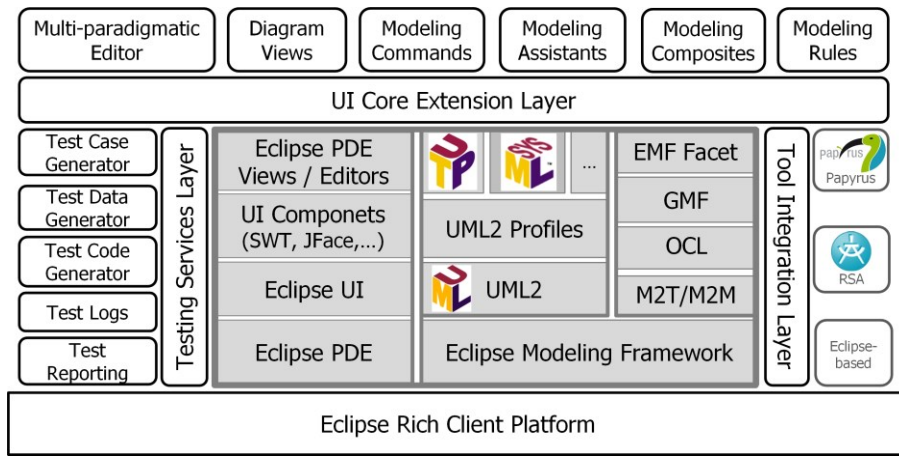 Multi-paradigmatic
Editor
Diagram
Views
Modeling
Commands
Modeling
Assistants
Modeling
Composites
Modeling
Rules
UI Core Extension Layer
Test Case
Generator
Test Data
Generator
Test Code
Generator
Test Logs
Test
Reporting
Testing Services Layer
Eclipse PDE
Views / Editors
UI Componets
(SWT, JFace,...)
Eclipse UI
Eclipse PDE
UTP
SYSML™
...
UML2 Profiles
UML
UML2
EMF Facet
GMF
OCL
M2T/M2M
Eclipse Modeling Framework
Tool Integration Layer
papyrus
Papyrus
RSA
Eclipse-
based
Eclipse Rich Client Platform